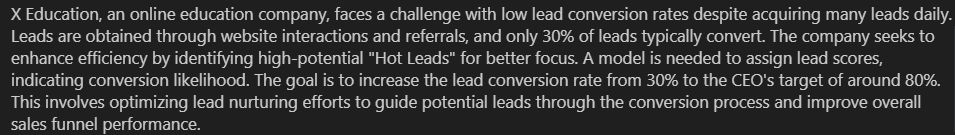 X Education, an online education company, faces a challenge with low lead conversion rates despite acquiring many leads daily.
Leads are obtained through website interactions and referrals, and only 30% of leads typically convert. The company seeks to
enhance efficiency by identifying high-potential "Hot Leads" for better focus. A model is needed to assign lead scores,
indicating conversion likelihood. The goal is to increase the lead conversion rate from 30% to the CEO's target of around 80%.
This involves optimizing lead nurturing efforts to guide potential leads through the conversion process and improve overall
sales funnel performance.